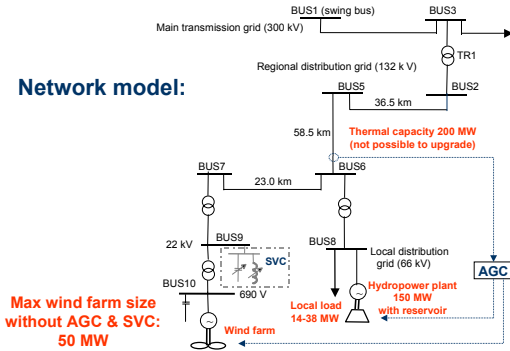 BUS1 (swing bus)
BUS3
Main transmission grid (300 kV)
TR1
Regional distribution grid (132 k V)
Network model:
BUS5
BUS2
36.5 km
58.5 km
Thermal capacity 200 MW
(not possible to upgrade)
BUS7
BUS6
23.0 km
BUS9
22 kV
SVC
BUS8
Local distribution
grid (66 kV)
AGC
BUS10
690 V
Hydropower plant
150 MW
with reservoir
Local load
14-38 MW
Max wind farm size
without AGC & SVC:
50 MW
Wind farm